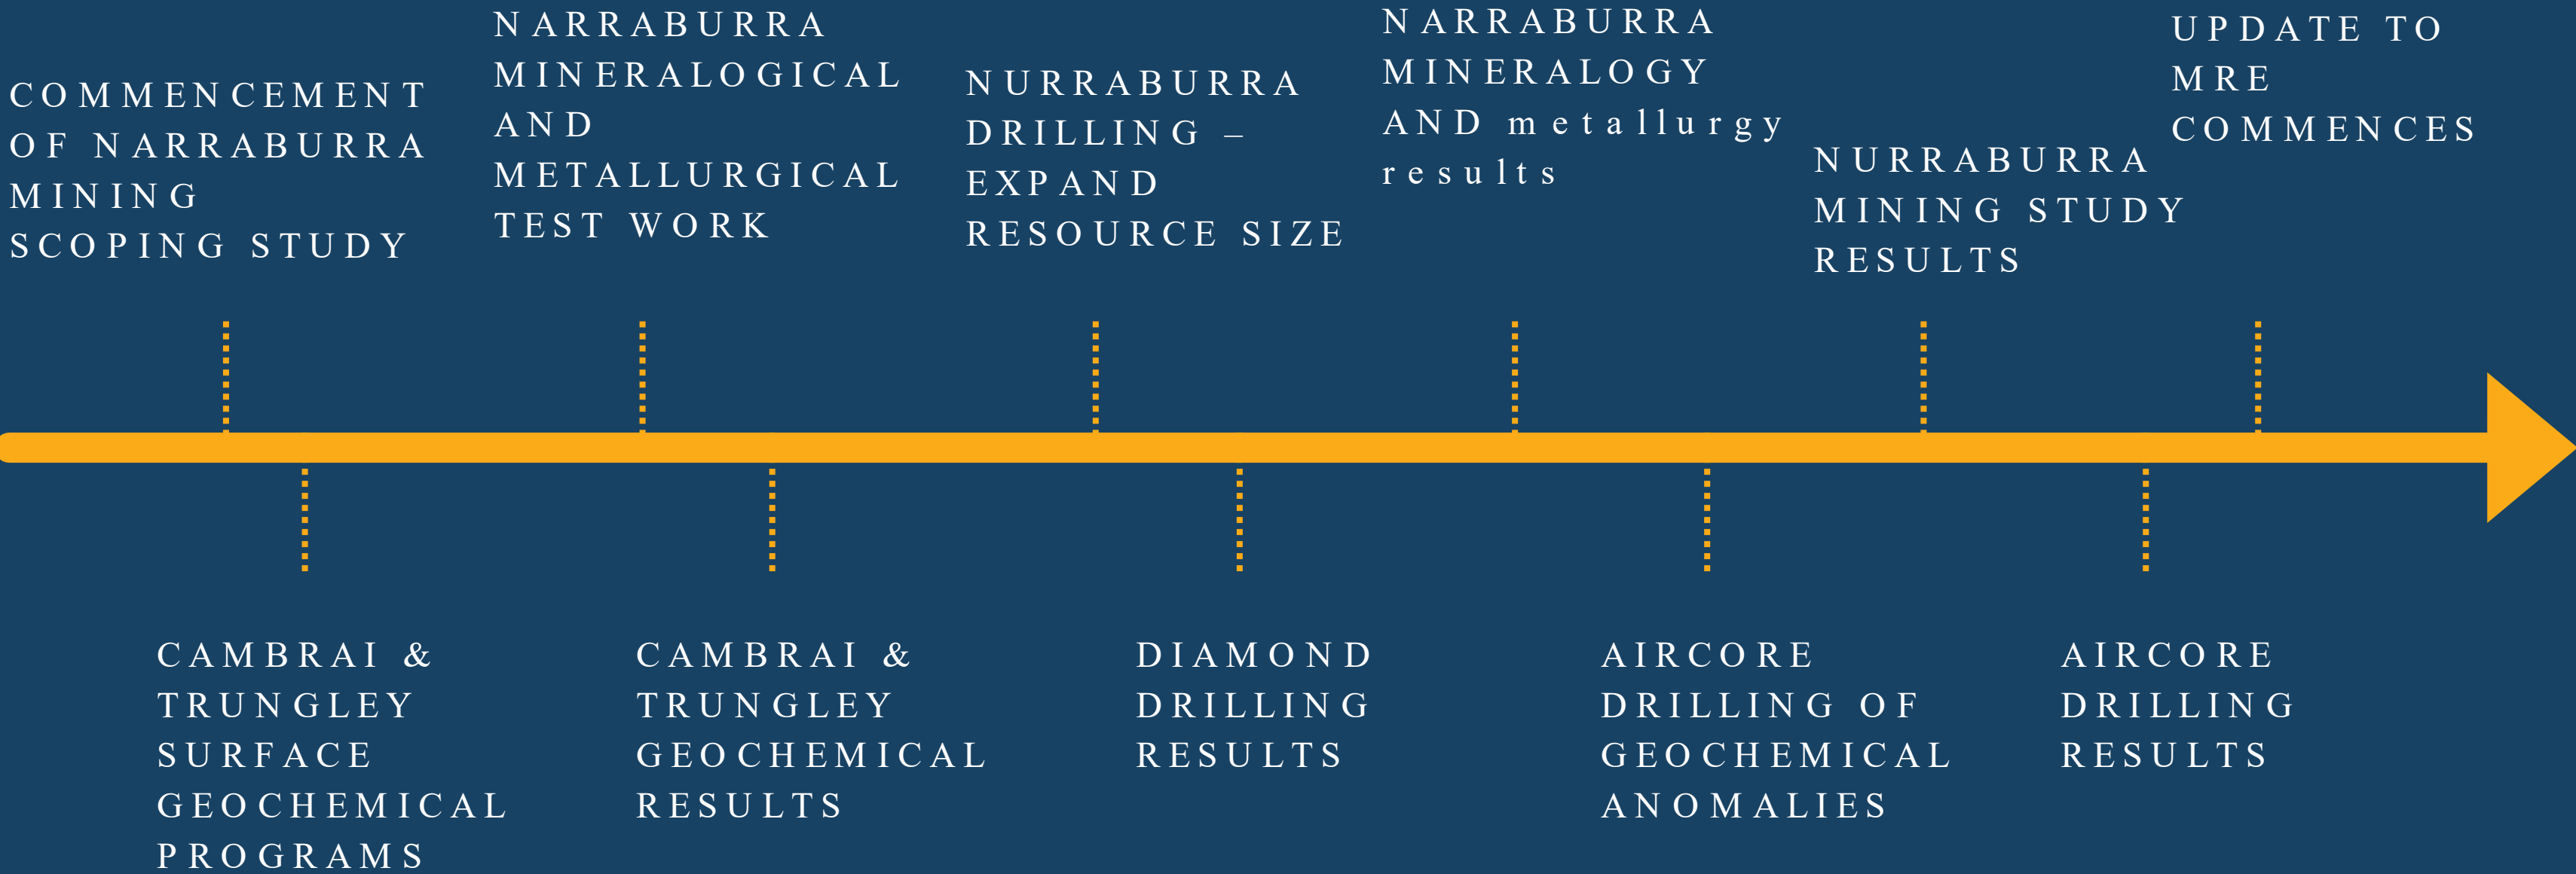 COMMENCEMENT
OF NARRABURRA
MINING
SCOPING STUDY
NARRABURRA
MINERALOGICAL
AND
METALLURGICAL
TEST WORK
NURRABURRA
DRILLING –
EXPAND
RESOURCE SIZE
NARRABURRA
MINERALOGY
AND metallurgy
results
NURRABURRA
MINING STUDY
RESULTS
UPDATE TO
MRE
COMMENCES
CAMBRAI &
TRUNGLEY
SURFACE
GEOCHEMICAL
PROGRAMS
CAMBRAI &
TRUNGLEY
GEOCHEMICAL
RESULTS
DIAMOND
DRILLING
RESULTS
AIRCORE
DRILLING OF
GEOCHEMICAL
ANOMALIES
AIRCORE
DRILLING
RESULTS